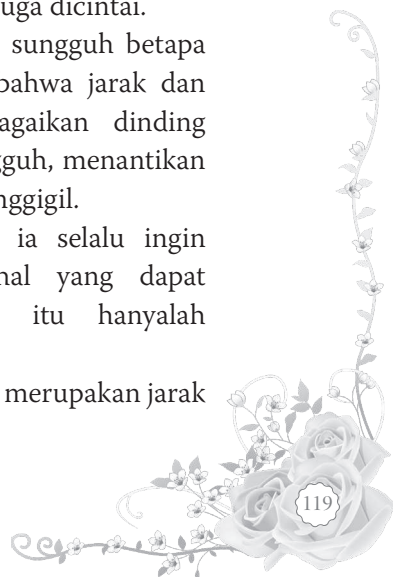 uga dicintai.
sungguh betapa
bahwa jarak dan
agaikan dinding
gguh, menantikan
nggigil.
ia selalu ingin
nal yang dapat
itu hanyalah
merupakan jarak
119